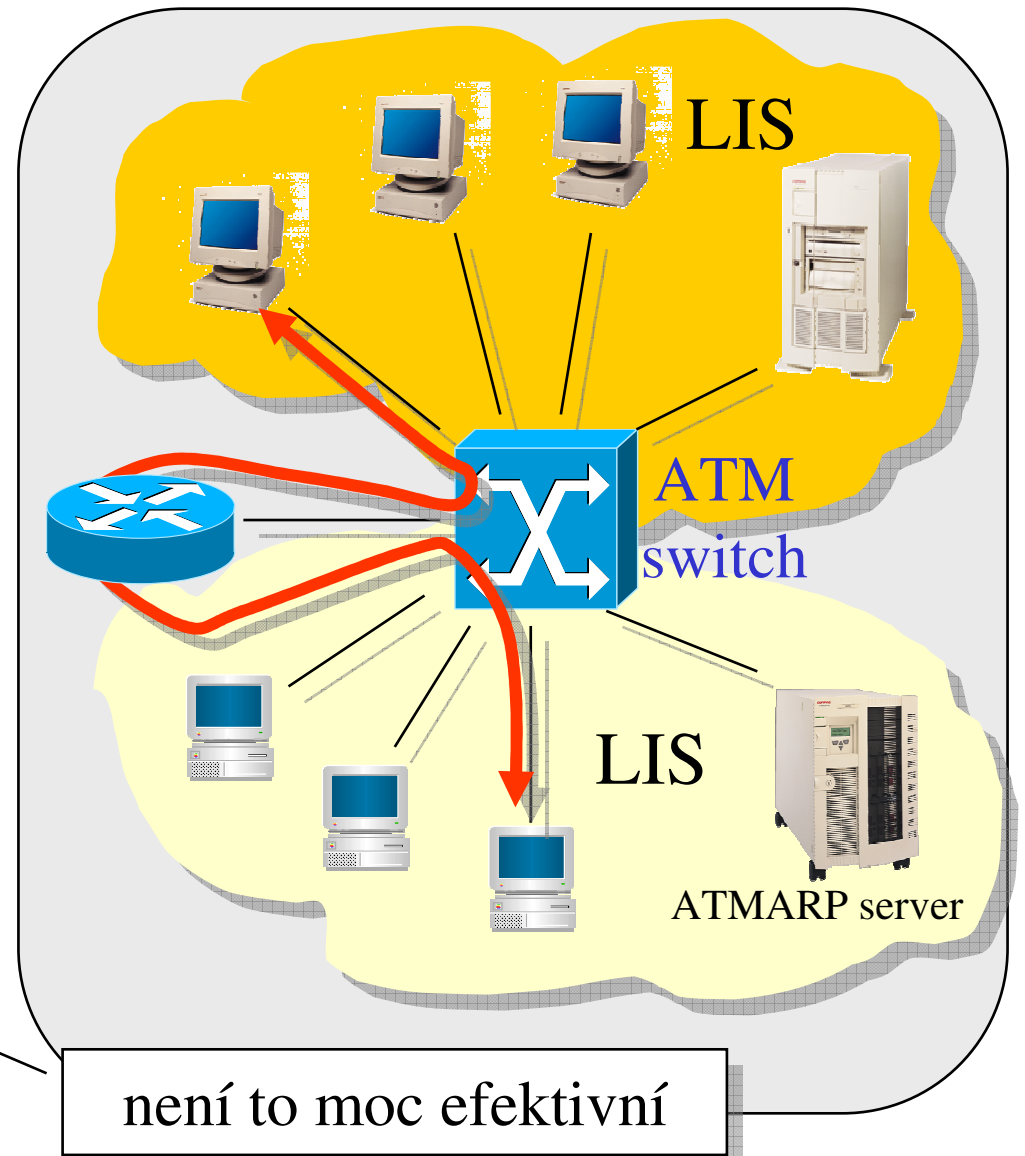 LIS
ATM
switch
LIS
ATMARP server
není to moc efektivní